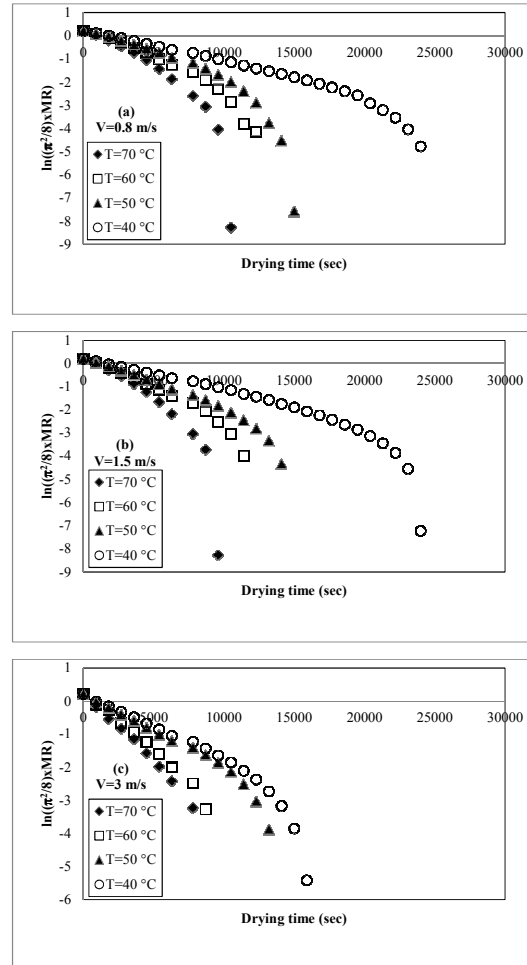 1
0
-1
-2
-3
-4
-5
-6
-7
-8
-9
0 5000 10000 15000 20000 25000 30000
ln((π²/8)xMR)
(a)
V=0.8 m/s
T=70 °C
T=60 °C
T=50 °C
T=40 °C
Drying time (sec)
1
0
-1
-2
-3
-4
-5
-6
-7
-8
-9
0 5000 10000 15000 20000 25000 30000
ln((π²/8)xMR)
(b)
V=1.5 m/s
T=70 °C
T=60 °C
T=50 °C
T=40 °C
Drying time (sec)
1
0
-1
-2
-3
-4
-5
-6
0 5000 10000 15000 20000 25000 30000
ln((π²/8)xMR)
(c)
V=3 m/s
T=70 °C
T=60 °C
T=50 °C
T=40 °C
Drying time (sec)